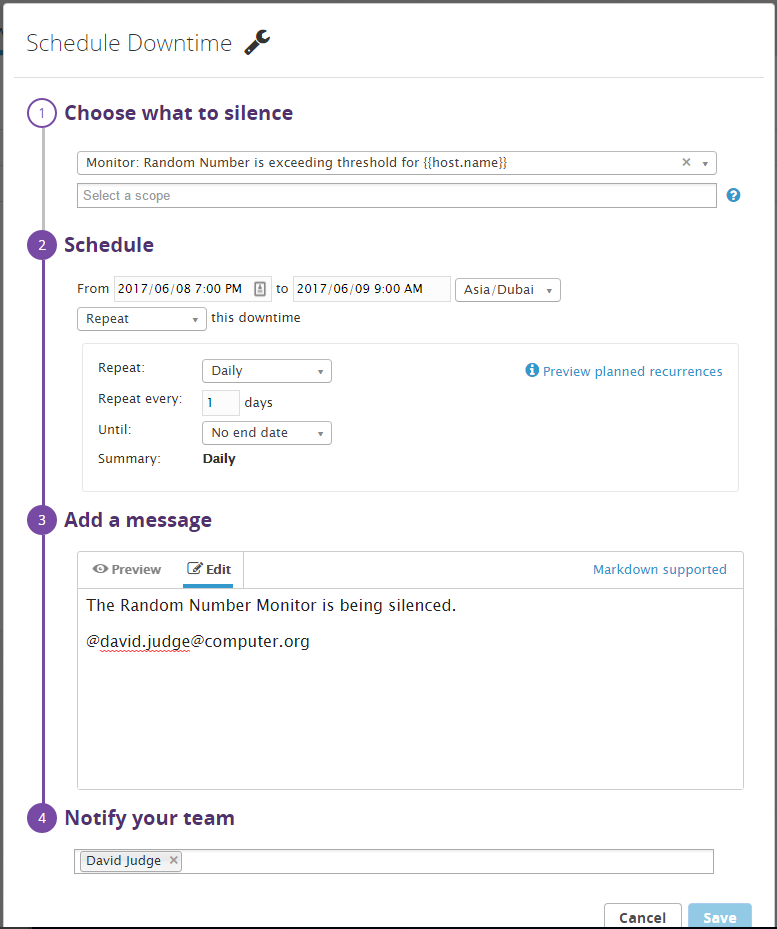 Schedule Downtime
1 Choose what to silence
Monitor: Random Number is exceeding threshold for {{host.name}} ×
Select a scope ?
2 Schedule
From 2017/06/08 7:00 PM to 2017/06/09 9:00 AM Asia/Dubai
Repeat this downtime
Repeat: Daily Preview planned recurrences
Repeat every: 1 days
Until: No end date
Summary: Daily
3 Add a message
Preview Edit Markdown supported
The Random Number Monitor is being silenced.
@david.judge@computer.org
4 Notify your team
David Judge ×
Cancel Save